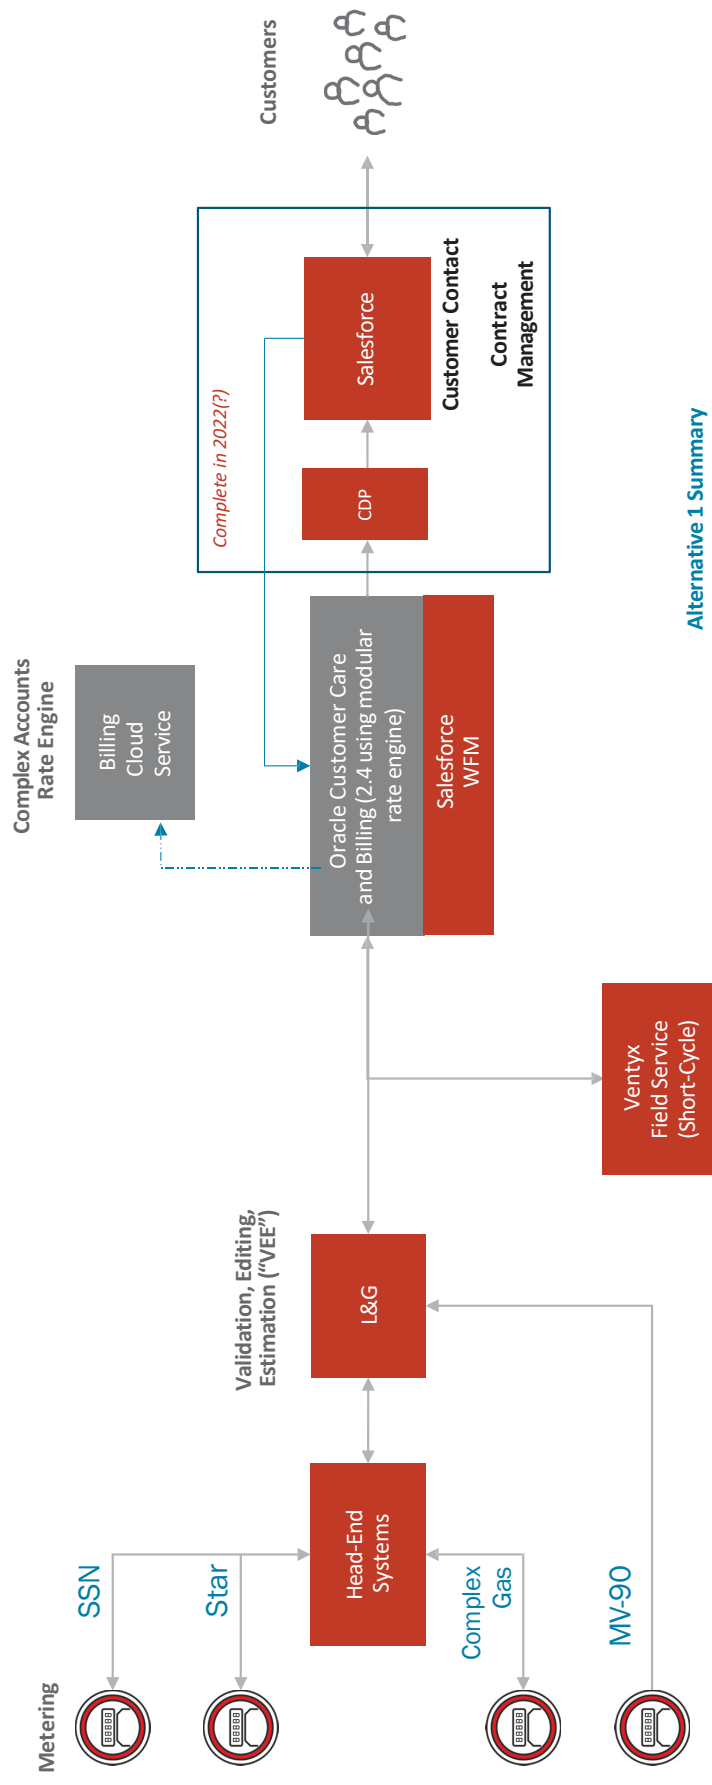 Metering
SSN
Star
Complex
Gas
MV-90
Head-End
Systems
Validation, Editing,
Estimation (“VEE”)
L&G
Ventyx
Field Service
(Short-Cycle)
Complex Accounts
Rate Engine
Billing
Cloud
Service
Oracle Customer Care
and Billing (2.4 using modular
rate engine)
Salesforce
WFM
Complete in 2022(?)
CDP
Salesforce
Customer Contact
Contract
Management
Customers
Alternative 1 Summary